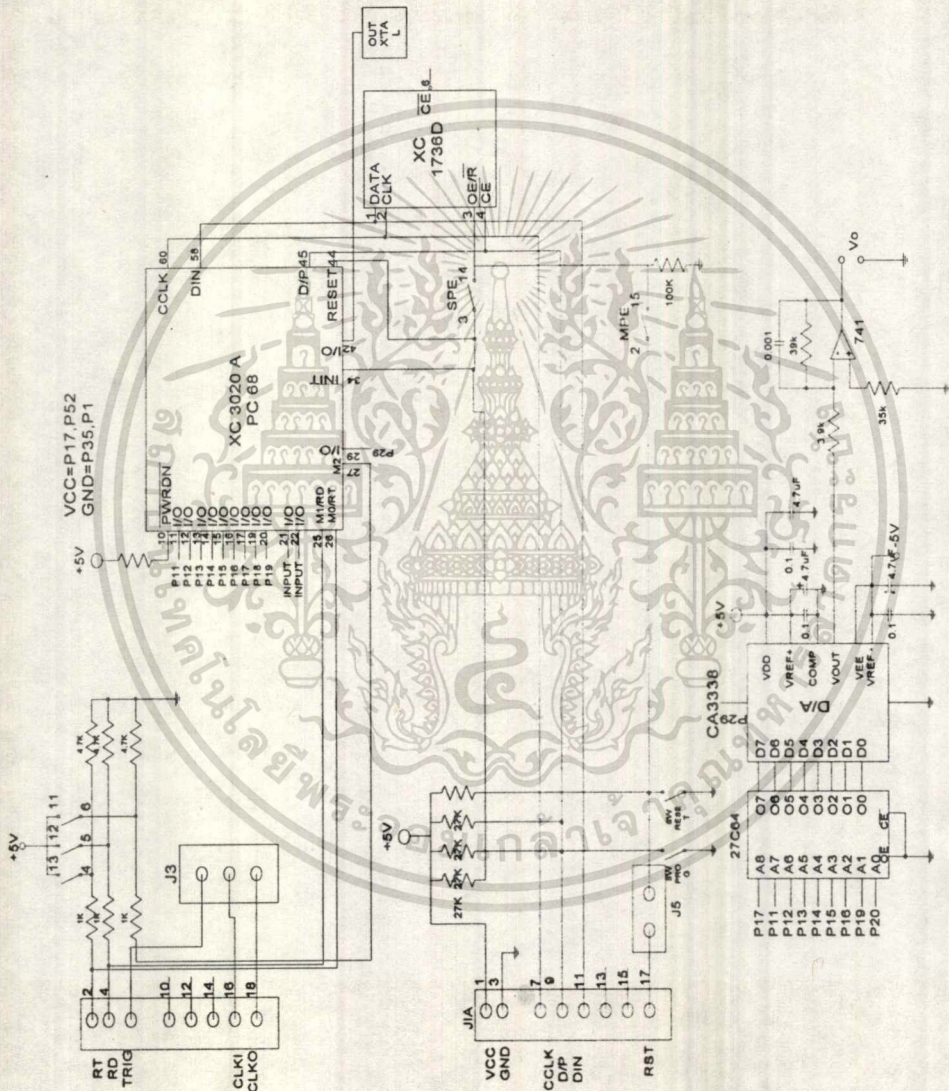 OUT
X'TA
L
XC
1736D
CE 6
1 DATA
2 CLK
3 OE/R
4 CE
VCC=P17,P52
GND=P35,P1
CCLK 60
DIN 58
D/P 45
RESET 44
XC 3020 A
PC 68
42 I/O
34 INIT
I/O
29
P29
M2
27
+5V
10 PWRDN
P11 11 I/O
P12 12 I/O
P13 13 I/O
P14 14 I/O
P15 15 I/O
P16 16 I/O
P17 17 I/O
P18 18 I/O
P19 19 I/O
20 I/O
INPUT 21 I/O
INPUT 22 I/O
25 M1/RD
26 M0/RT
SPE
3 14
MPE
2 15
100K
+5V
13 12 11
4 5 6
4.7K
4.7K
4.7K
1K
1K
1K
J3
RT 2
RD 4
TRIG
10
12
14
CLKI 16
CLKO 18
+5V
27K
27K
27K
27K
SW
RESE
T
SW
PRO
G
J5
J1A
VCC 1
GND 3
CCLK 7
D/P 9
DIN 11
13
15
RST 17
Vo
0.001
39k
741
3.9k
35k
+5V
4.7uF
0.1
4.7uF
0.1
-5V
4.7uF
0.1
CA3338
P29
D/A
VDD
VREF+
COMP
VOUT
VEE
VREF-
D7
D6
D5
D4
D3
D2
D1
D0
27C64
O7
O6
O5
O4
O3
O2
O1
O0
CE
OE
P17 A8
P11 A7
P12 A6
P13 A5
P14 A4
P15 A3
P16 A2
P19 A1
P20 A0